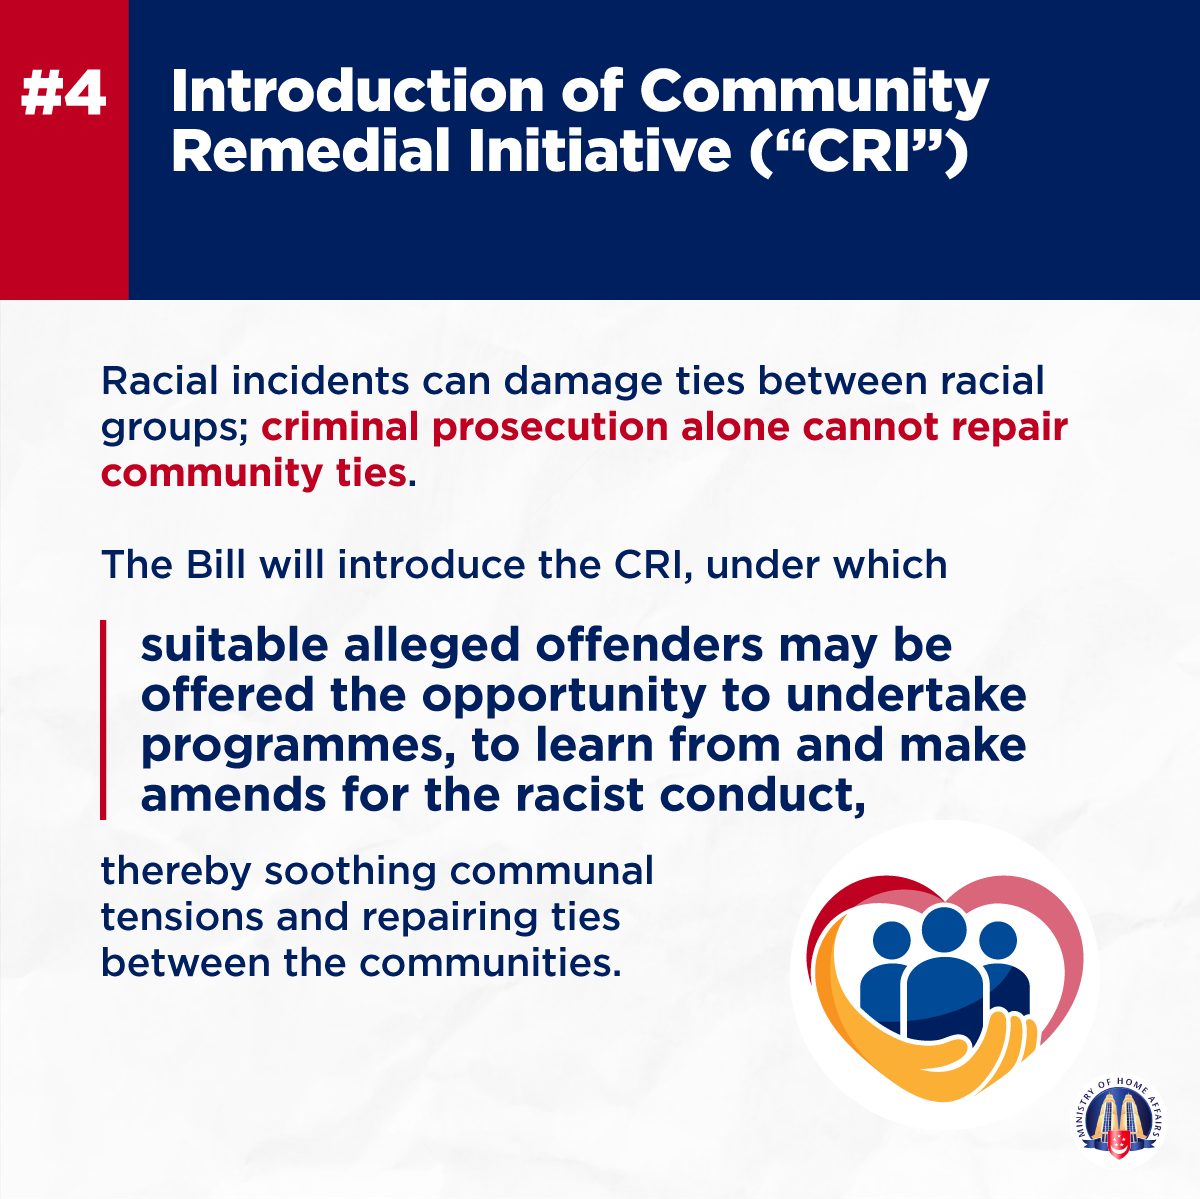 #4
Introduction of Community
Remedial Initiative (“CRI”)
Racial incidents can damage ties between racial
groups; criminal prosecution alone cannot repair
community ties.
The Bill will introduce the CRI, under which
suitable alleged offenders may be
offered the opportunity to undertake
programmes, to learn from and make
amends for the racist conduct,
thereby soothing communal
tensions and repairing ties
between the communities.
MINISTRY OF HOME AFFAIRS